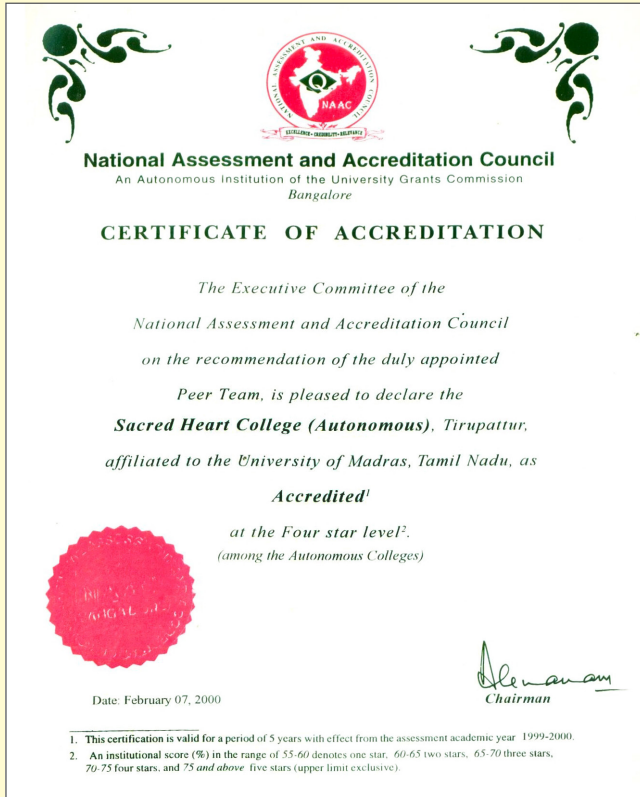 NATIONAL ASSESSMENT AND ACCREDITATION COUNCIL
Q
NAAC
EXCELLENCE • CREDIBILITY • RELEVANCE
National Assessment and Accreditation Council
An Autonomous Institution of the University Grants Commission
Bangalore
CERTIFICATE OF ACCREDITATION
The Executive Committee of the
National Assessment and Accreditation Council
on the recommendation of the duly appointed
Peer Team, is pleased to declare the
Sacred Heart College (Autonomous), Tirupattur,
affiliated to the University of Madras, Tamil Nadu, as
Accredited¹
at the Four star level².
(among the Autonomous Colleges)
Date: February 07, 2000
Chairman
1. This certification is valid for a period of 5 years with effect from the assessment academic year 1999-2000.
2. An institutional score (%) in the range of 55-60 denotes one star, 60-65 two stars, 65-70 three stars,
70-75 four stars, and 75 and above five stars (upper limit exclusive).